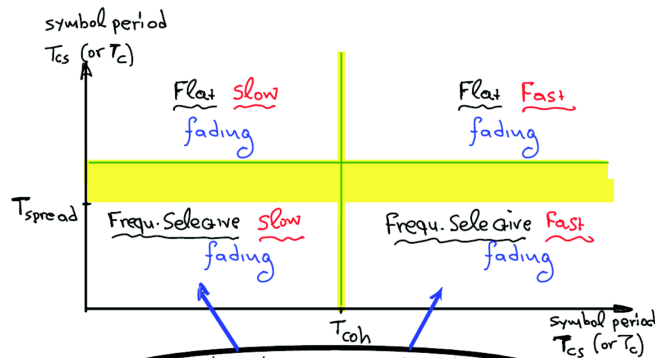 symbol period
Tcs (or Tc)
Flat Slow
fading
Flat Fast
fading
Tspread
Frequ. Selective Slow
fading
Frequ. Selective Fast
fading
Tcoh
symbol period
Tcs (or Tc)